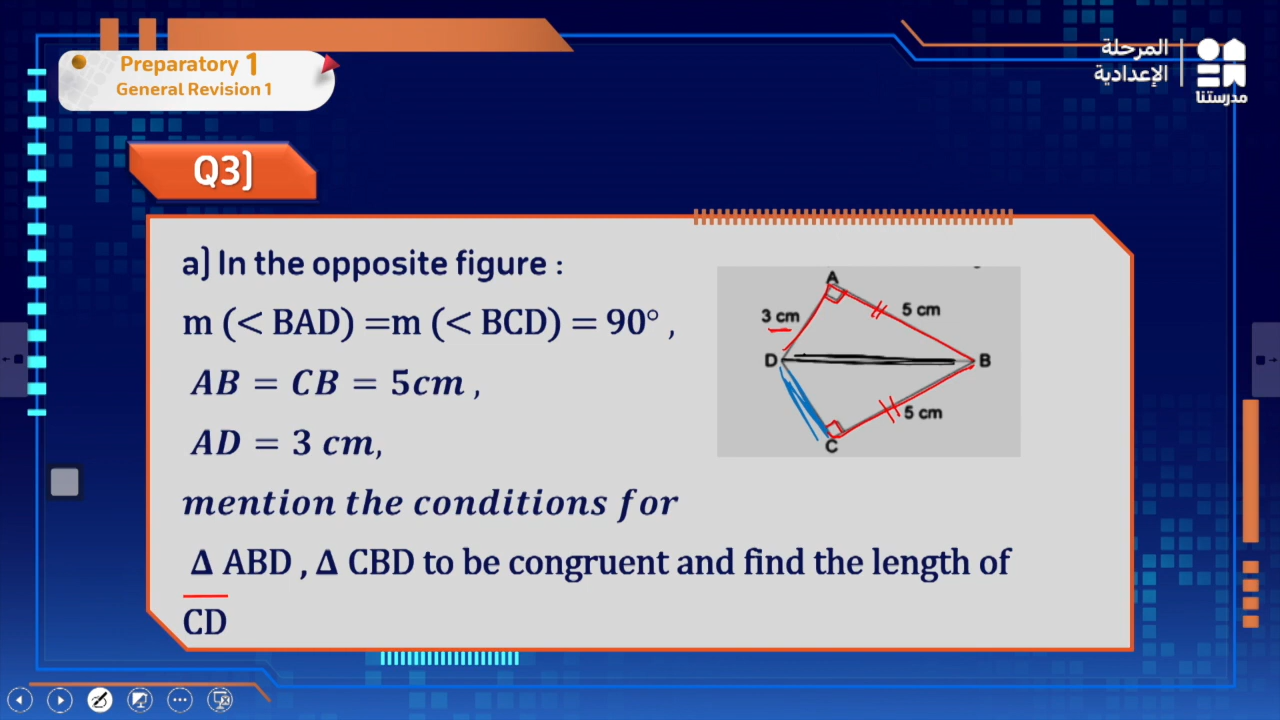 Preparatory 1
General Revision 1
المرحلة
الإعدادية
مدرستنا
Q3]
a] In the opposite figure :
m (< BAD) =m (< BCD) = 90° ,
AB = CB = 5cm ,
AD = 3 cm,
mention the conditions for
Δ ABD , Δ CBD to be congruent and find the length of
CD
A
3 cm
5 cm
D
B
5 cm
C